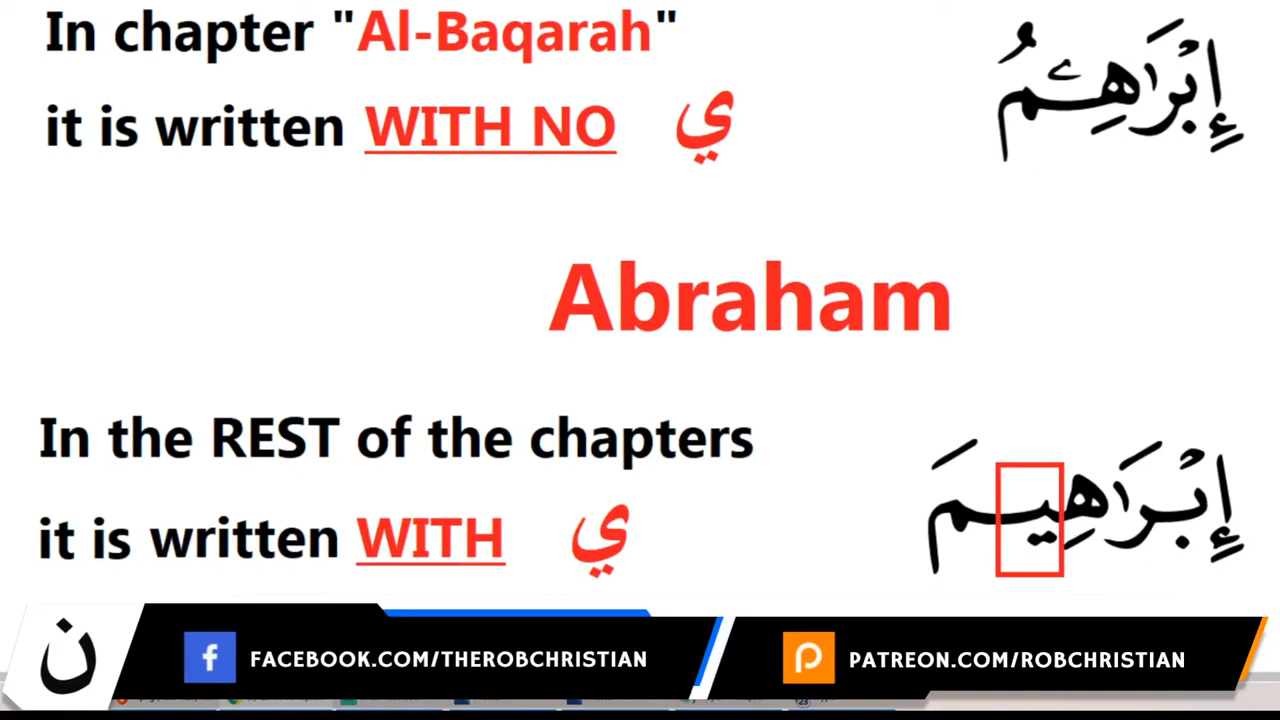 In chapter "Al-Baqarah"
إِبْرَٰهِـۧمُ
it is written WITH NO ي
Abraham
In the REST of the chapters
it is written WITH ي
إِبْرَٰهِيمَ
ن
FACEBOOK.COM/THEROBCHRISTIAN
PATREON.COM/ROBCHRISTIAN